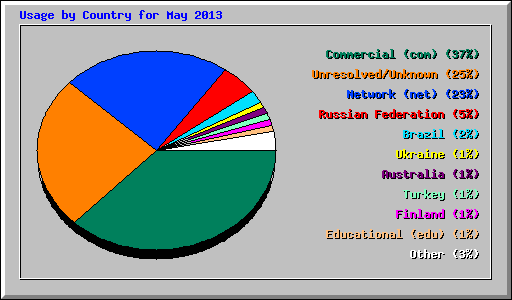 Usage by Country for May 2013
Commercial (com) (37%)
Unresolved/Unknown (25%)
Network (net) (23%)
Russian Federation (5%)
Brazil (2%)
Ukraine (1%)
Australia (1%)
Turkey (1%)
Finland (1%)
Educational (edu) (1%)
Other (3%)